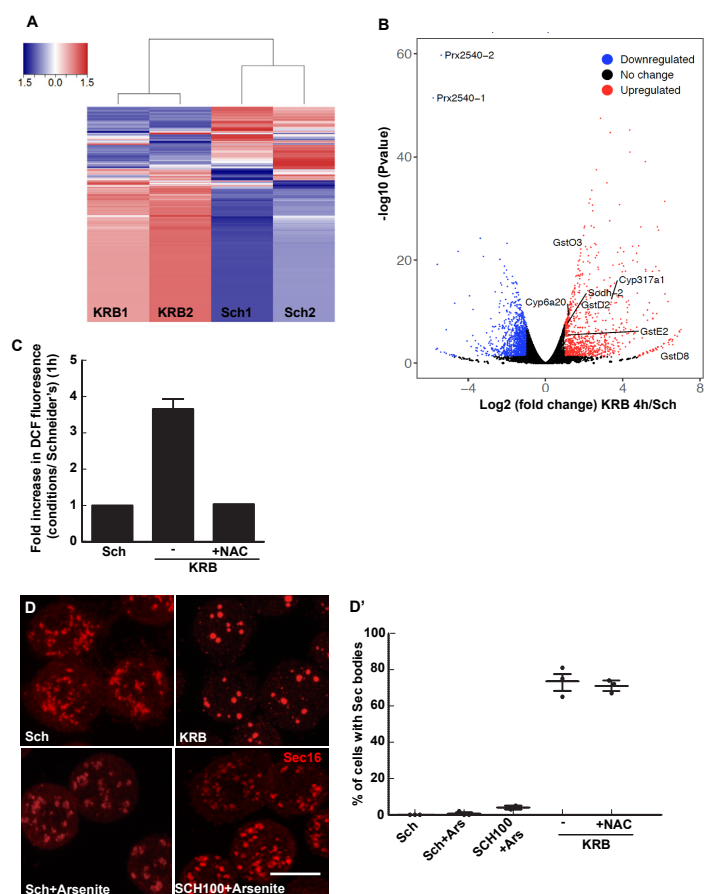 A
1.5 0.0 1.5
KRB1 KRB2 Sch1 Sch2
B
60
40
20
0
-log10 (Pvalue)
Prx2540-2
Prx2540-1
Downregulated
No change
Upregulated
GstO3
Cyp317a1
Sodh-2
Cyp6a20
GstD2
GstE2
GstD8
-4 0 4 8
Log2 (fold change) KRB 4h/Sch
C
Fold increase in DCF fluoresence
(conditions/ Schneider's) (1h)
5
4
3
2
1
0
Sch - +NAC
KRB
D
Sch
KRB
Sec16
Sch+Arsenite
SCH100+Arsenite
D'
% of cells with Sec bodies
100
80
60
40
20
0
Sch
Sch+Ars
SCH100
+Ars
- +NAC
KRB